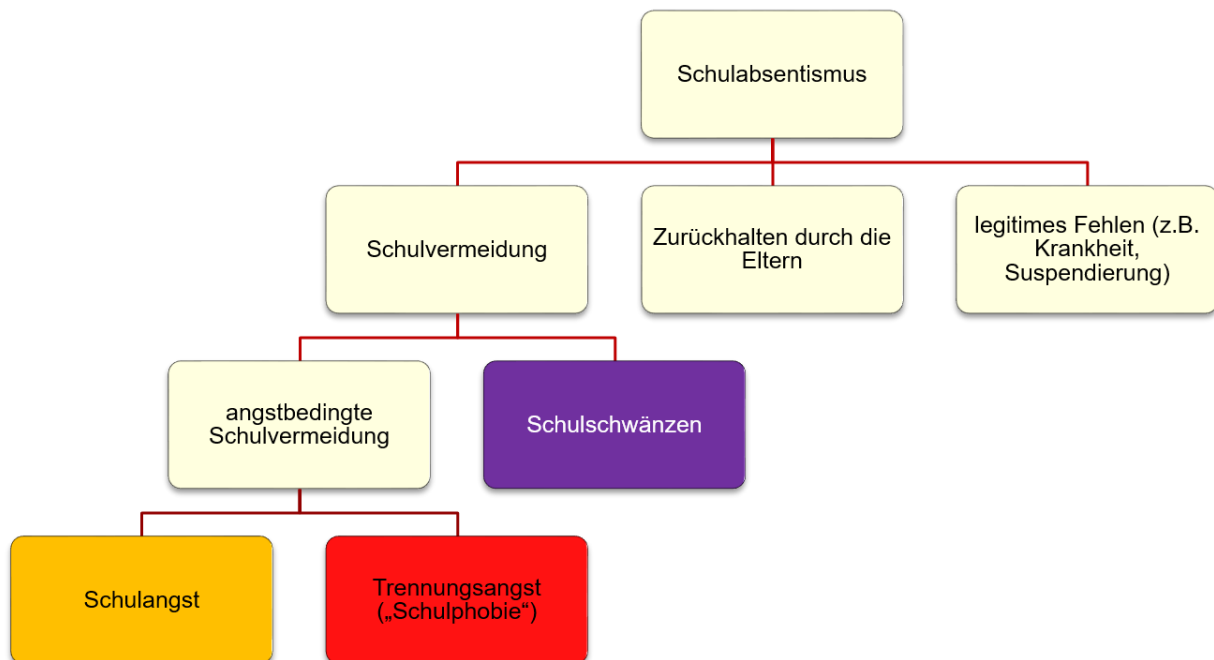 Schulabsentismus
Schulvermeidung
Zurückhalten durch die
Eltern
legitimes Fehlen (z.B.
Krankheit,
Suspendierung)
angstbedingte
Schulvermeidung
Schulschwänzen
Schulangst
Trennungsangst
(„Schulphobie“)